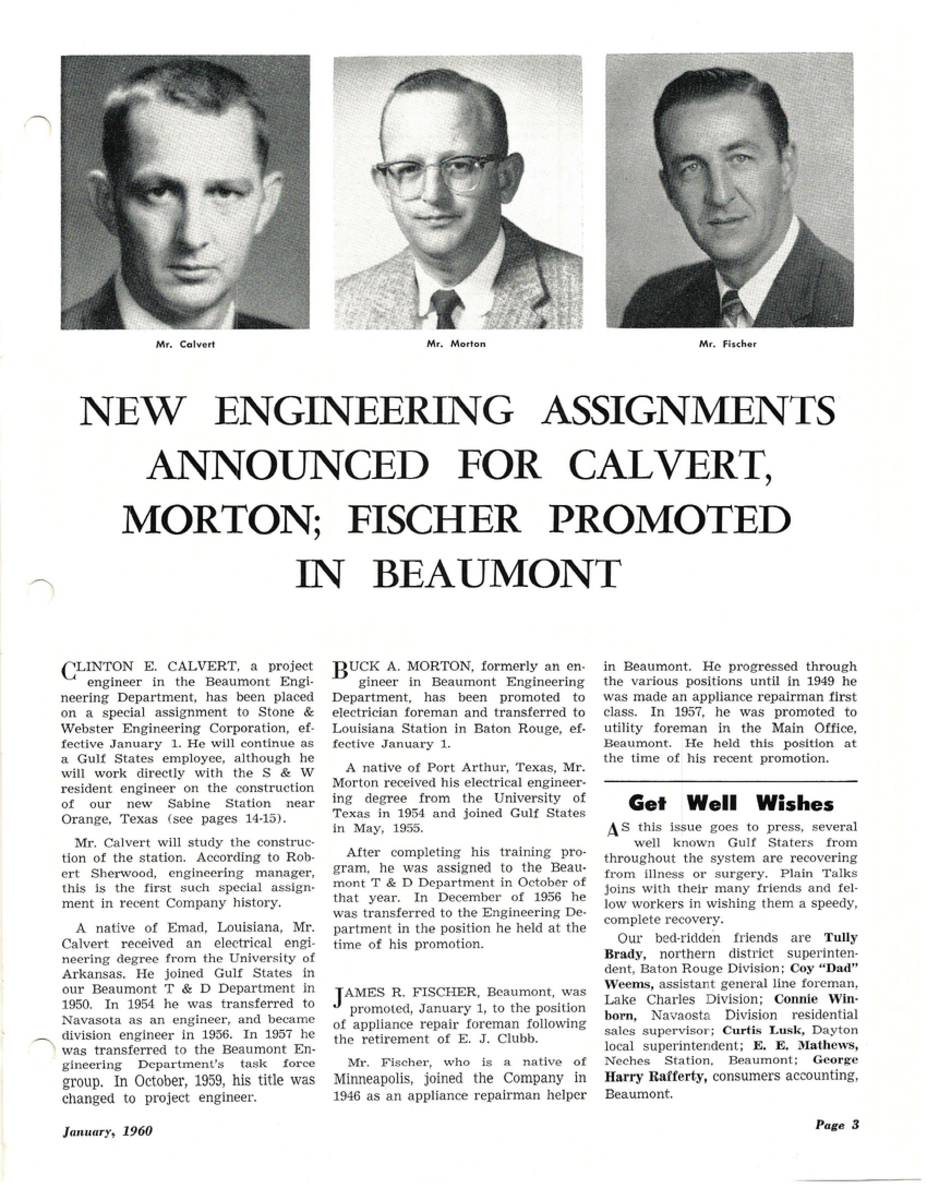 Mr. Calvert
Mr. Morton
Mr. Fischer
NEW ENGINEERING ASSIGNMENTS
ANNOUNCED FOR CALVERT,
MORTON; FISCHER PROMOTED
IN BEAUMONT
CLINTON E. CALVERT, a project
engineer in the Beaumont Engi-
neering Department, has been placed
on a special assignment to Stone &
Webster Engineering Corporation, ef-
fective January 1. He will continue as
a Gulf States employee, although he
will work directly with the S & W
resident engineer on the construction
of our new Sabine Station near
Orange, Texas (see pages 14-15).
Mr. Calvert will study the construc-
tion of the station. According to Rob-
ert Sherwood, engineering manager,
this is the first such special assign-
ment in recent Company history.
A native of Emad, Louisiana, Mr.
Calvert received an electrical engi-
neering degree from the University of
Arkansas. He joined Gulf States in
our Beaumont T & D Department in
1950. In 1954 he was transferred to
Navasota as an engineer, and became
division engineer in 1956. In 1957 he
was transferred to the Beaumont En-
gineering Department's task force
group. In October, 1959, his title was
changed to project engineer.
BUCK A. MORTON, formerly an en-
gineer in Beaumont Engineering
Department, has been promoted to
electrician foreman and transferred to
Louisiana Station in Baton Rouge, ef-
fective January 1.
A native of Port Arthur, Texas, Mr.
Morton received his electrical engineer-
ing degree from the University of
Texas in 1954 and joined Gulf States
in May, 1955.
After completing his training pro-
gram, he was assigned to the Beau-
mont T & D Department in October of
that year. In December of 1956 he
was transferred to the Engineering De-
partment in the position he held at the
time of his promotion.
JAMES R. FISCHER, Beaumont, was
promoted, January 1, to the position
of appliance repair foreman following
the retirement of E. J. Clubb.
Mr. Fischer, who is a native of
Minneapolis, joined the Company in
1946 as an appliance repairman helper
in Beaumont. He progressed through
the various positions until in 1949 he
was made an appliance repairman first
class. In 1957, he was promoted to
utility foreman in the Main Office,
Beaumont. He held this position at
the time of his recent promotion.
Get Well Wishes
AS this issue goes to press, several
well known Gulf Staters from
throughout the system are recovering
from illness or surgery. Plain Talks
joins with their many friends and fel-
low workers in wishing them a speedy,
complete recovery.
Our bed-ridden friends are Tully
Brady, northern district superinten-
dent, Baton Rouge Division; Coy "Dad"
Weems, assistant general line foreman,
Lake Charles Division; Connie Win-
born, Navaosta Division residential
sales supervisor; Curtis Lusk, Dayton
local superintendent; E. E. Mathews,
Neches Station, Beaumont; George
Harry Rafferty, consumers accounting,
Beaumont.
January, 1960
Page 3